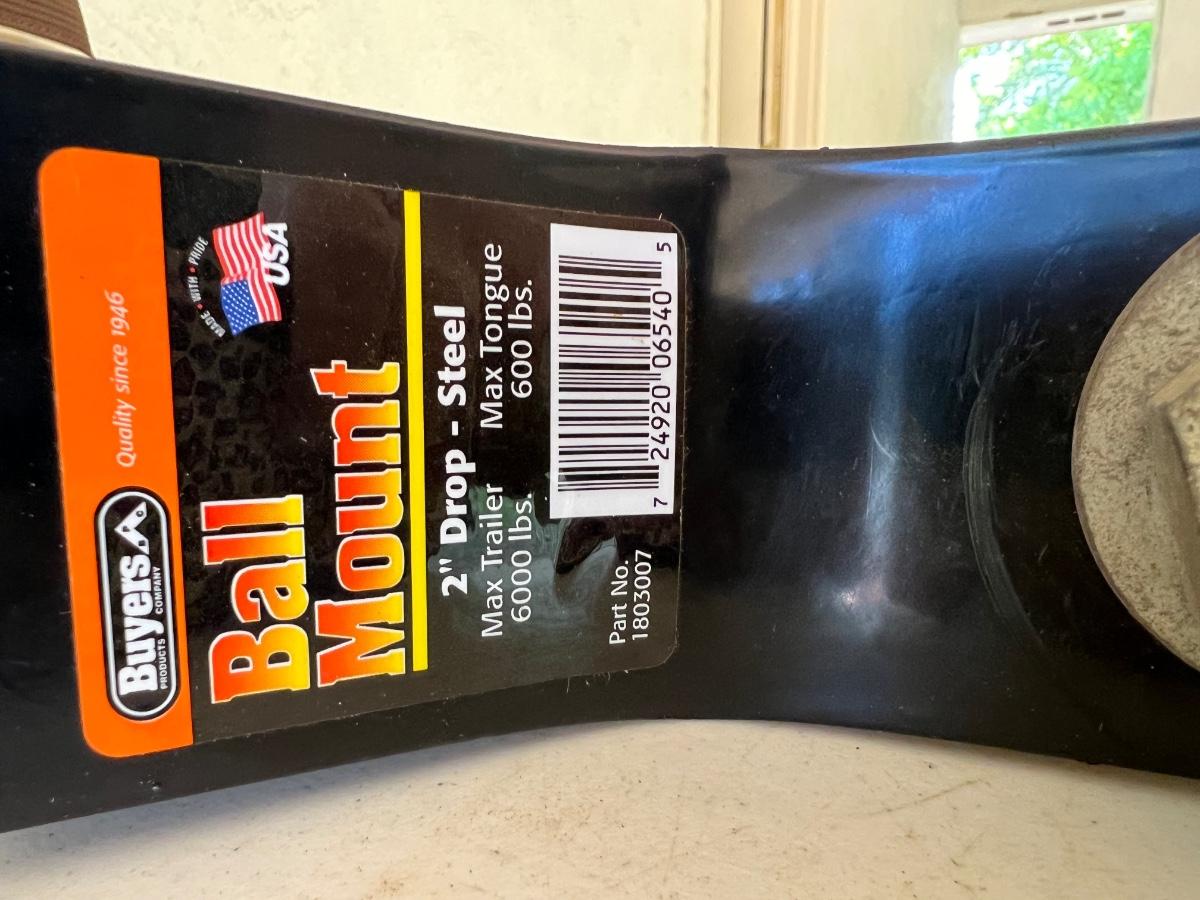 Buyers
PRODUCTS COMPANY
Quality since 1946
Ball
Mount
MADE • WITH • PRIDE
USA
2" Drop - Steel
Max Trailer Max Tongue
6000 lbs. 600 lbs.
Part No.
1803007
7 24920 06540 5